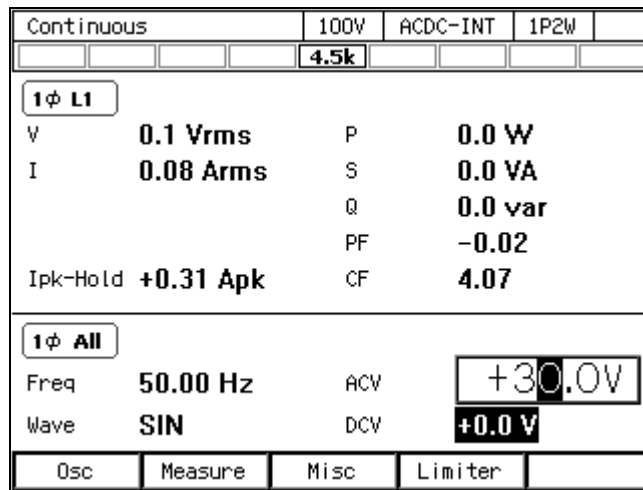 Continuous 100V ACDC-INT 1P2W
4.5k
1ϕ L1
V 0.1 Vrms P 0.0 W
I 0.08 Arms S 0.0 VA
Q 0.0 var
PF -0.02
Ipk-Hold +0.31 Apk CF 4.07
1ϕ All
Freq 50.00 Hz ACV +30.0V
Wave SIN DCV +0.0 V
Osc Measure Misc Limiter